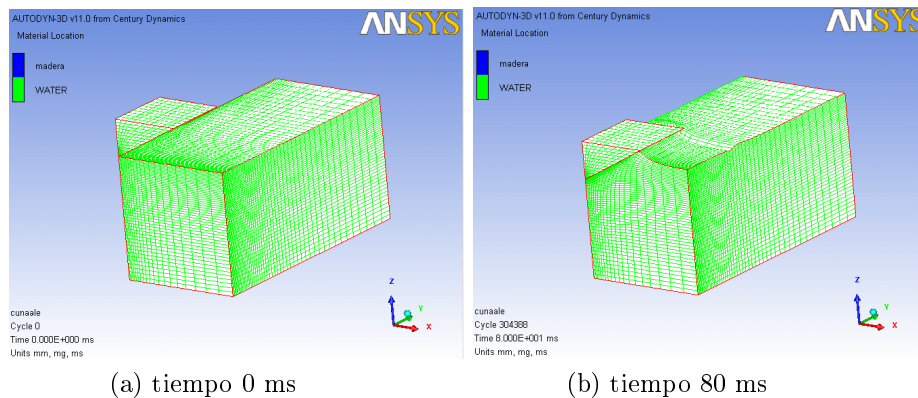 AUTODYN-3D v11.0 from Century Dynamics
Material Location
ANSYS
madera
WATER
Z
Y
X
cunaale
Cycle 0
Time 0.000E+000 ms
Units mm, mg, ms
AUTODYN-3D v11.0 from Century Dynamics
Material Location
ANSYS
madera
WATER
Z
Y
X
cunaale
Cycle 304388
Time 8.000E+001 ms
Units mm, mg, ms
(a) tiempo 0 ms
(b) tiempo 80 ms